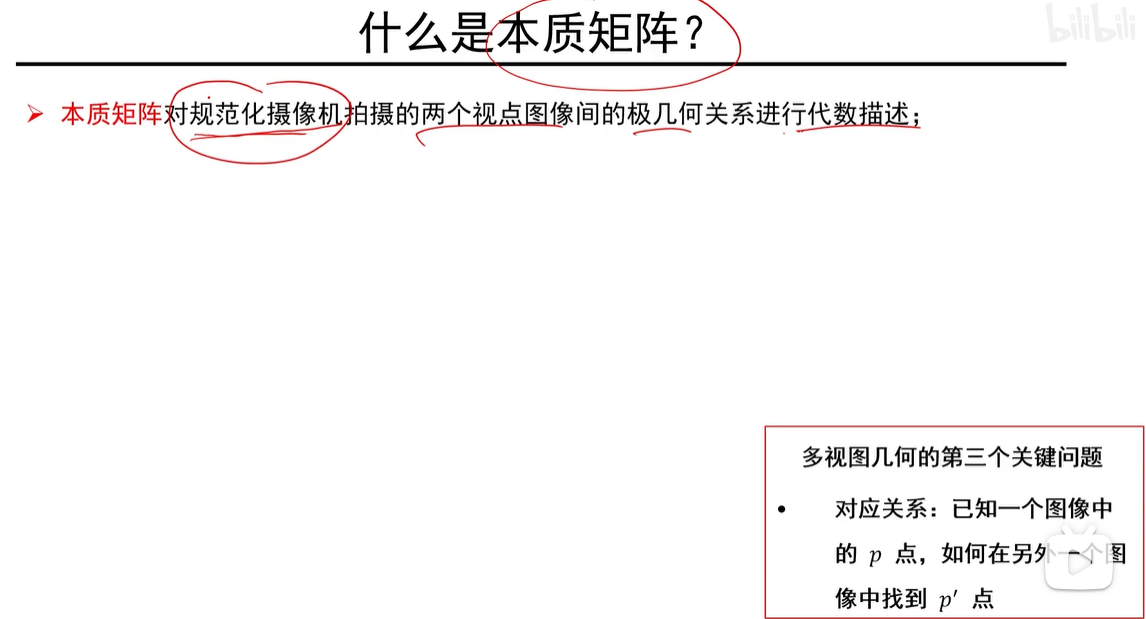 什么是本质矩阵？
bilibili
本质矩阵对规范化摄像机拍摄的两个视点图像间的极几何关系进行代数描述；
多视图几何的第三个关键问题
• 对应关系：已知一个图像中
的 p 点，如何在另外一个图
像中找到 p′ 点